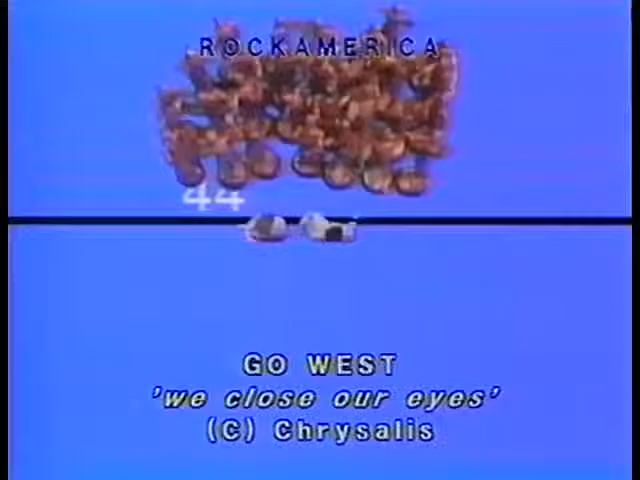 ROCKAMERICA
44
GO WEST
'we close our eyes'
(C) Chrysalis